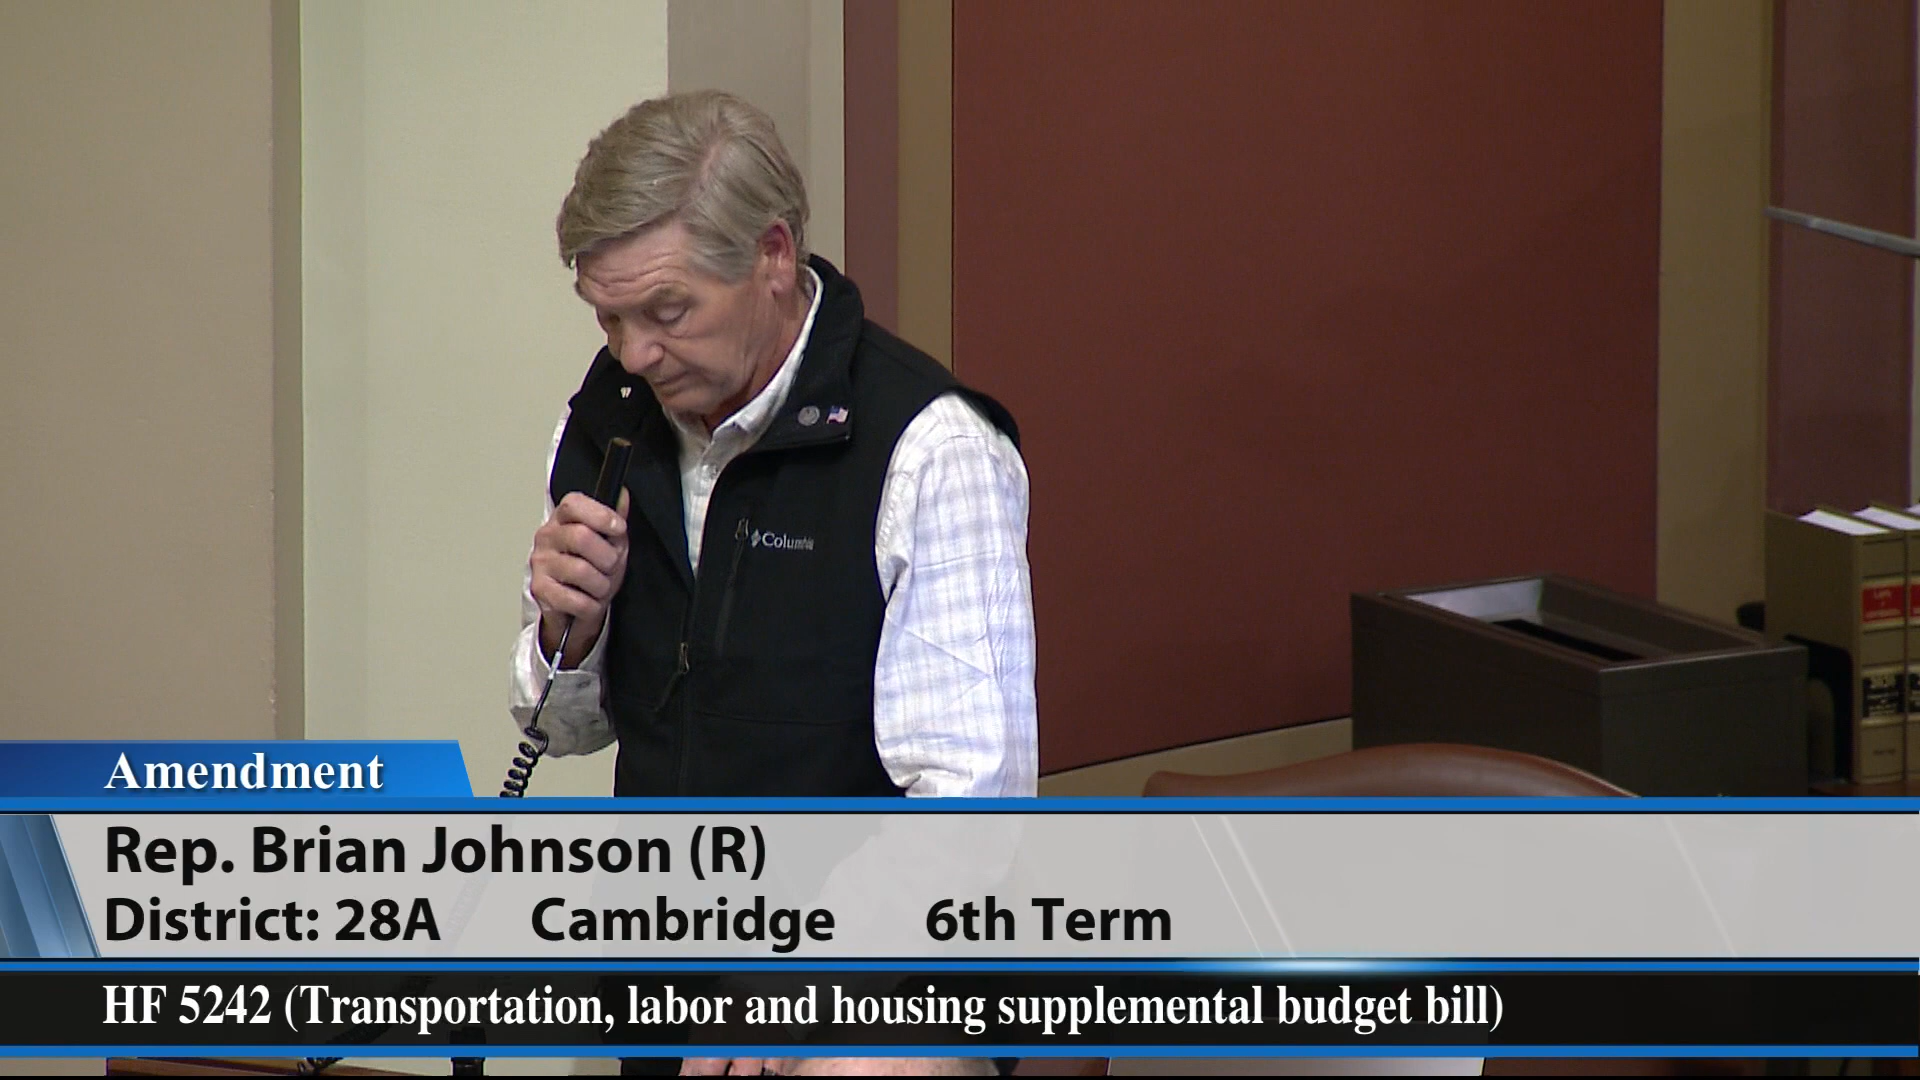 Columbia
Amendment
Rep. Brian Johnson (R)
District: 28A Cambridge 6th Term
HF 5242 (Transportation, labor and housing supplemental budget bill)